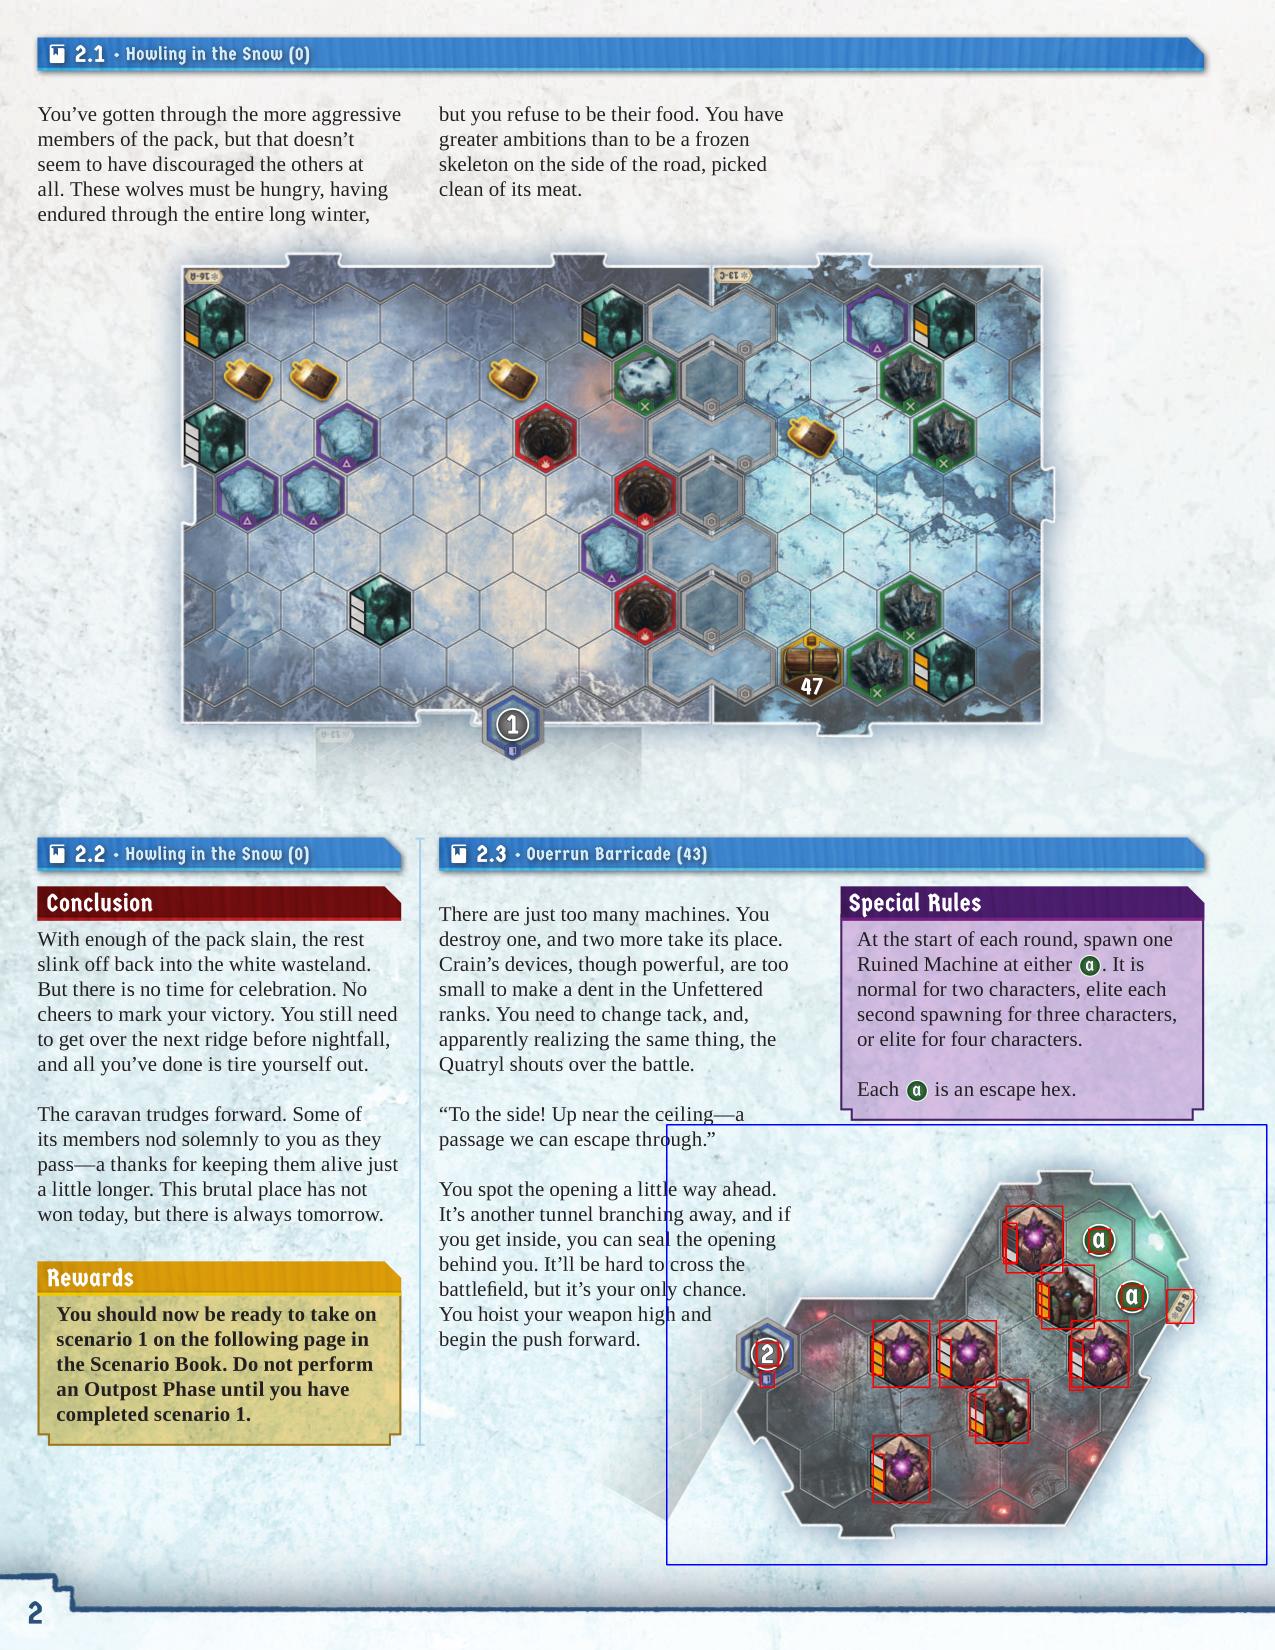 2.1 • Howling in the Snow (0)
You’ve gotten through the more aggressive
members of the pack, but that doesn’t
seem to have discouraged the others at
all. These wolves must be hungry, having
endured through the entire long winter,
but you refuse to be their food. You have
greater ambitions than to be a frozen
skeleton on the side of the road, picked
clean of its meat.
16-A
13-C
47
1
13-A
2.2 • Howling in the Snow (0)
Conclusion
With enough of the pack slain, the rest
slink off back into the white wasteland.
But there is no time for celebration. No
cheers to mark your victory. You still need
to get over the next ridge before nightfall,
and all you’ve done is tire yourself out.
The caravan trudges forward. Some of
its members nod solemnly to you as they
pass—a thanks for keeping them alive just
a little longer. This brutal place has not
won today, but there is always tomorrow.
Rewards
You should now be ready to take on
scenario 1 on the following page in
the Scenario Book. Do not perform
an Outpost Phase until you have
completed scenario 1.
2.3 • Overrun Barricade (43)
There are just too many machines. You
destroy one, and two more take its place.
Crain’s devices, though powerful, are too
small to make a dent in the Unfettered
ranks. You need to change tack, and,
apparently realizing the same thing, the
Quatryl shouts over the battle.
“To the side! Up near the ceiling—a
passage we can escape through.”
You spot the opening a little way ahead.
It’s another tunnel branching away, and if
you get inside, you can seal the opening
behind you. It’ll be hard to cross the
battlefield, but it’s your only chance.
You hoist your weapon high and
begin the push forward.
Special Rules
At the start of each round, spawn one
Ruined Machine at either a. It is
normal for two characters, elite each
second spawning for three characters,
or elite for four characters.
Each a is an escape hex.
a
a
03-B
2
2